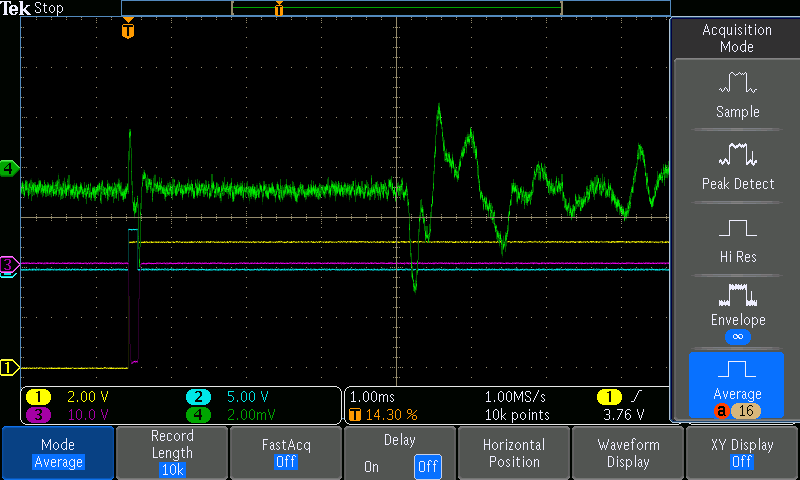 Tek Stop
T
T
Acquisition
Mode
Sample
Peak Detect
Hi Res
Envelope
∞
Average
a 16
4
3
1
1 2.00 V 2 5.00 V
3 10.0 V 4 2.00mV
1.00ms 1.00MS/s 1
T 14.30 % 10k points 3.76 V
Mode
Average
Record
Length
10k
FastAcq
Off
Delay
On Off
Horizontal
Position
Waveform
Display
XY Display
Off